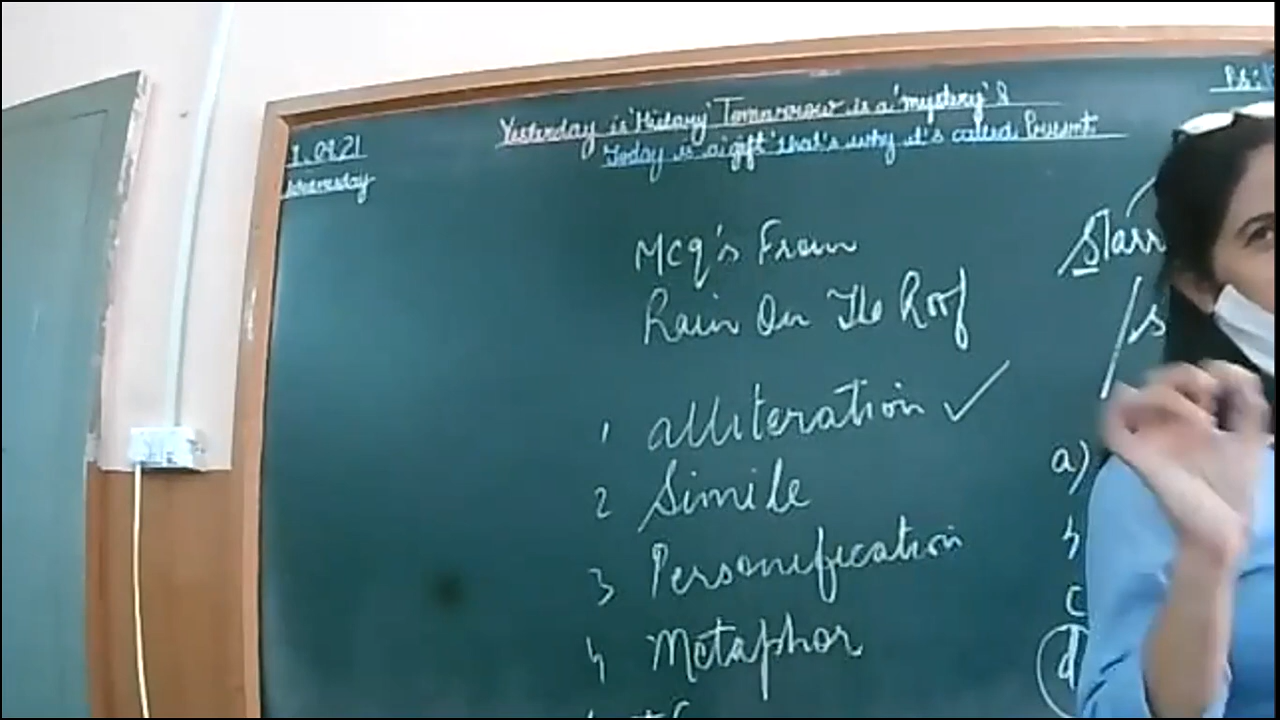 1.09.21
Wednesday
Yesterday is 'History' Tomorrow is a 'mystery' &
Today is a 'gift' that's why it's called Present.
MCQ's From
Rain On The Roof
1 alliteration ✓
2 Simile
3 Personification
4 Metaphor
Starr
/s
a)
b
c
d